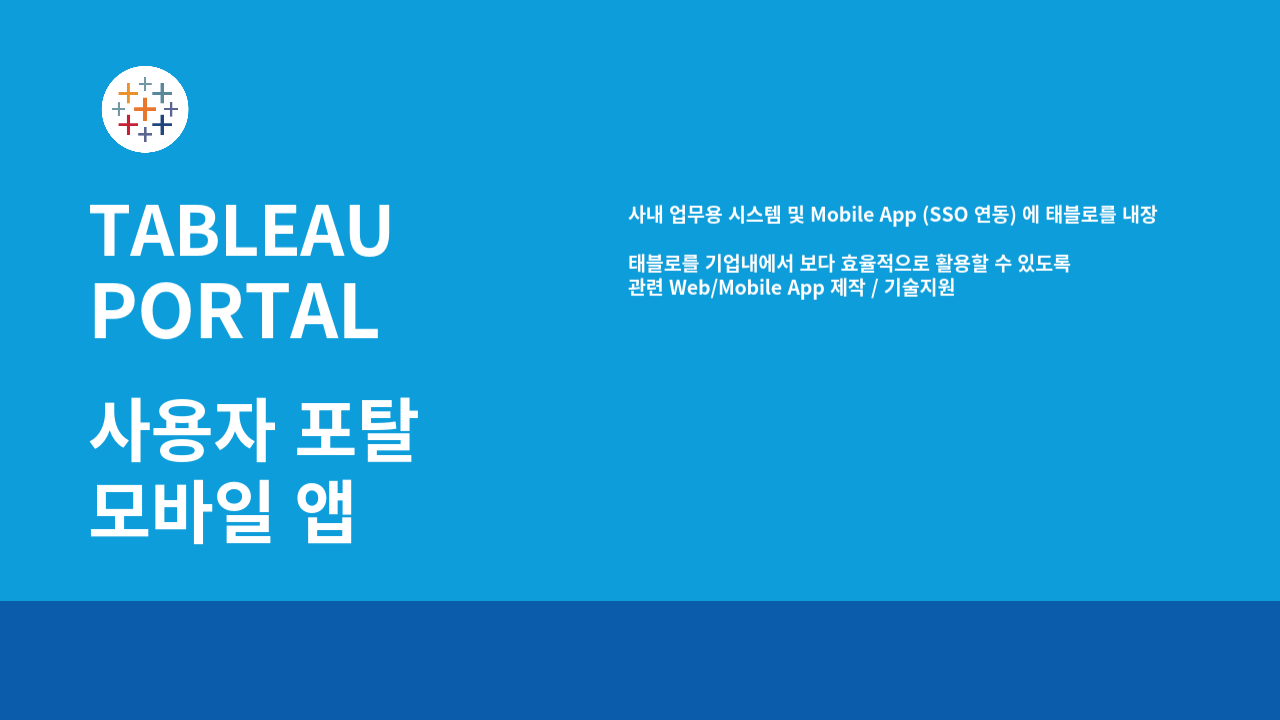 TABLEAU
PORTAL
사용자 포탈
모바일 앱
사내 업무용 시스템 및 Mobile App (SSO 연동) 에 태블로를 내장
태블로를 기업내에서 보다 효율적으로 활용할 수 있도록
관련 Web/Mobile App 제작 / 기술지원